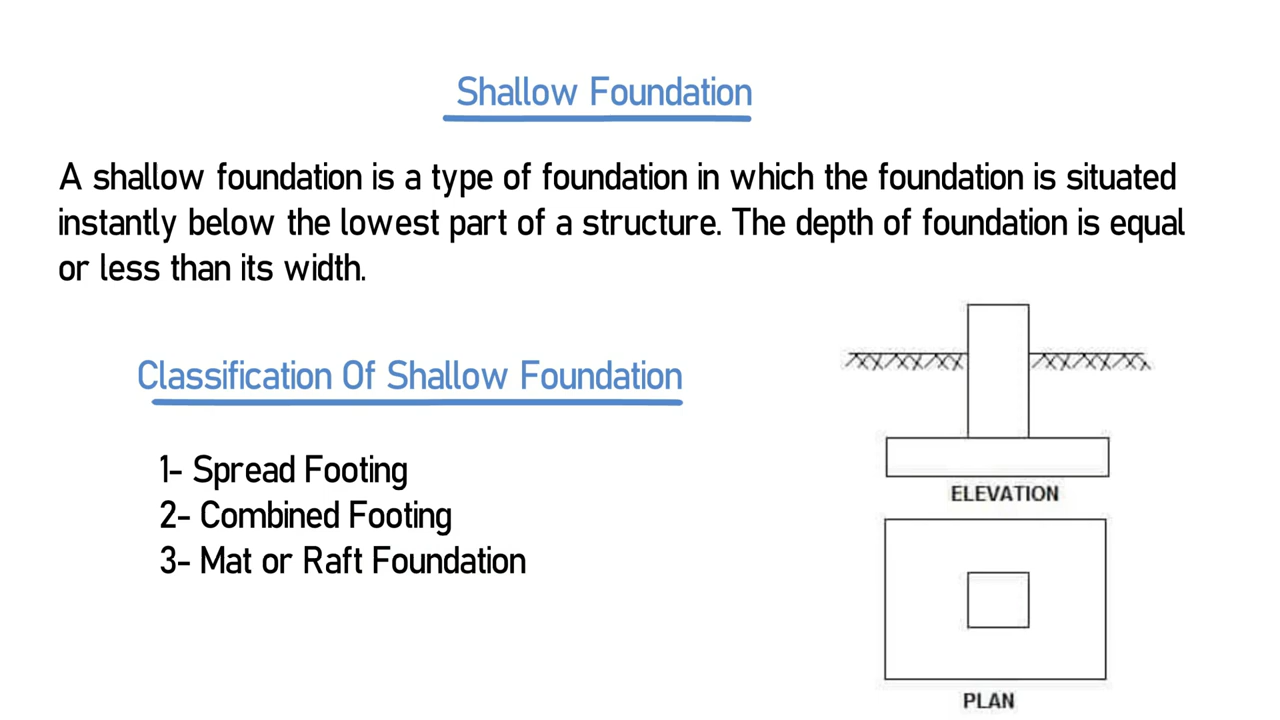 Shallow Foundation
A shallow foundation is a type of foundation in which the foundation is situated
instantly below the lowest part of a structure. The depth of foundation is equal
or less than its width.
Classification Of Shallow Foundation
1- Spread Footing
2- Combined Footing
3- Mat or Raft Foundation
ELEVATION
PLAN